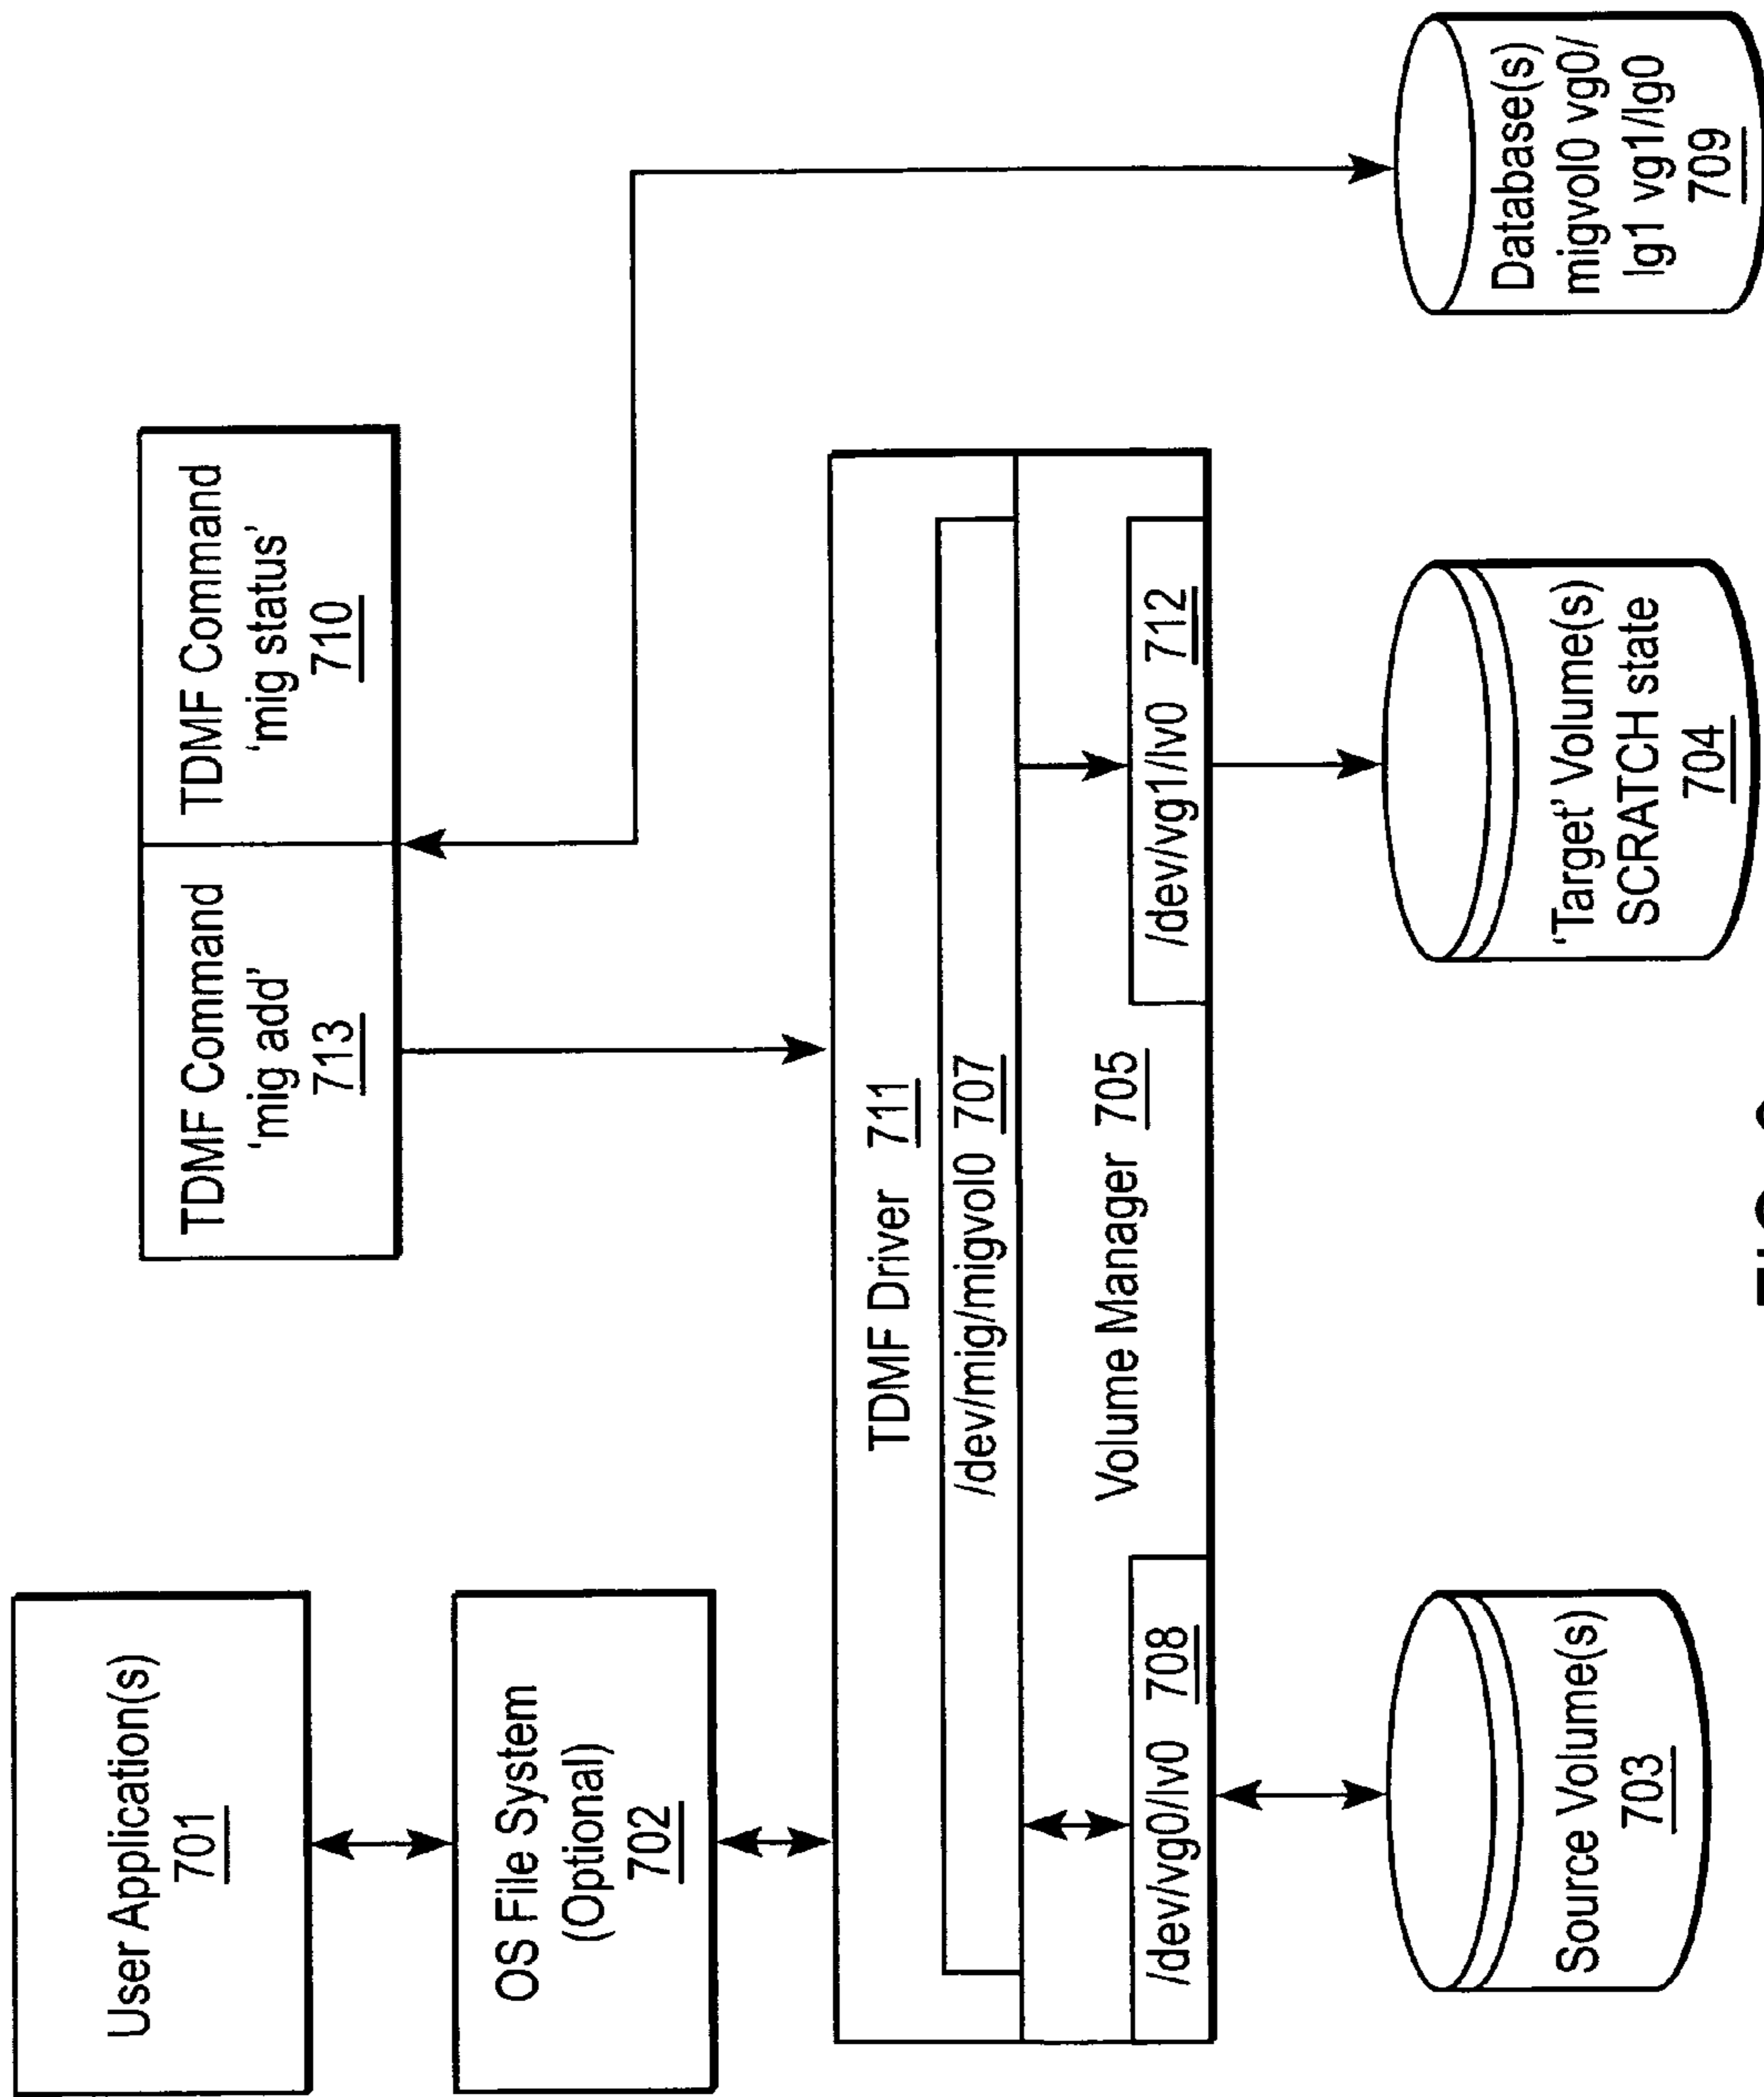 User Application(s)
701
OS File System
(Optional)
702
TDMF Command
'mig add'
713
TDMF Command
'mig status'
710
TDMF Driver 711
/dev/mig/migvol0 707
Volume Manager 705
/dev/vg0/lv0 708
/dev/vg1/lv0 712
Source Volume(s)
703
'Target' Volume(s)
SCRATCH state
704
Database(s)
migvol0 vg0/
lg1 vg1/lg0
709